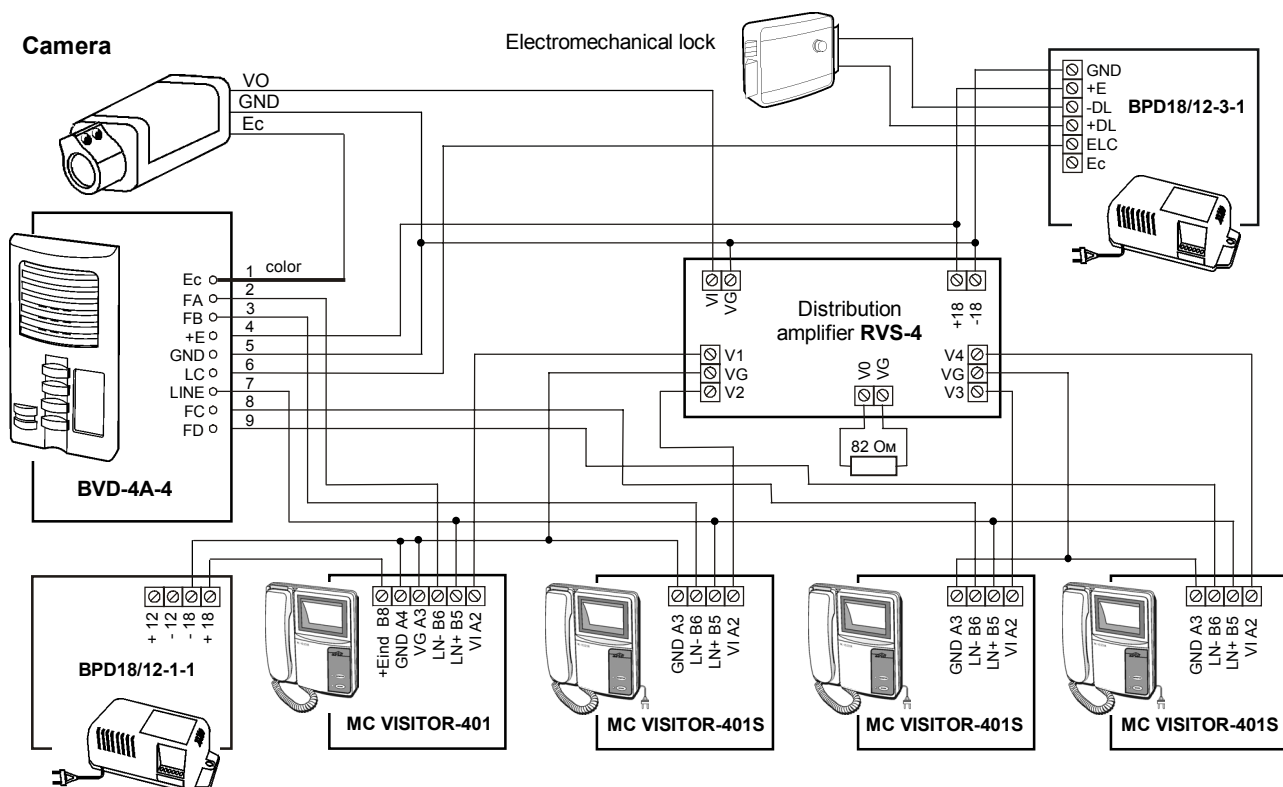 Camera
VO
GND
Ec
Electromechanical lock
GND
+E
-DL
+DL
ELC
Ec
BPD18/12-3-1
Ec
FA
FB
+E
GND
LC
LINE
FC
FD
1 color
2
3
4
5
6
7
8
9
BVD-4A-4
VI
VG
+18
-18
Distribution
amplifier RVS-4
V1
VG
V2
V0
VG
V4
VG
V3
82 Ом
+ 12
- 12
- 18
+ 18
BPD18/12-1-1
+Eind B8
GND A4
VG A3
LN- B6
LN+ B5
VI A2
MC VISITOR-401
GND A3
LN- B6
LN+ B5
VI A2
MC VISITOR-401S
GND A3
LN- B6
LN+ B5
VI A2
MC VISITOR-401S
GND A3
LN- B6
LN+ B5
VI A2
MC VISITOR-401S